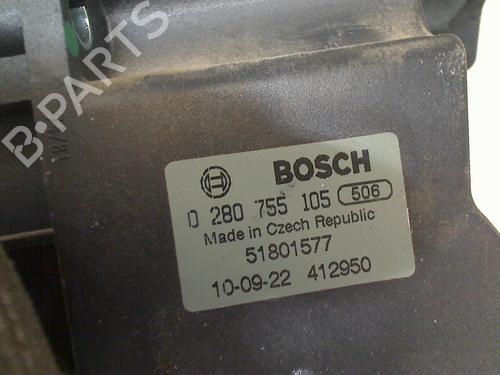 B-PARTS
BOSCH
0 280 755 105 506
Made in Czech Republic
51801577
10-09-22 412950